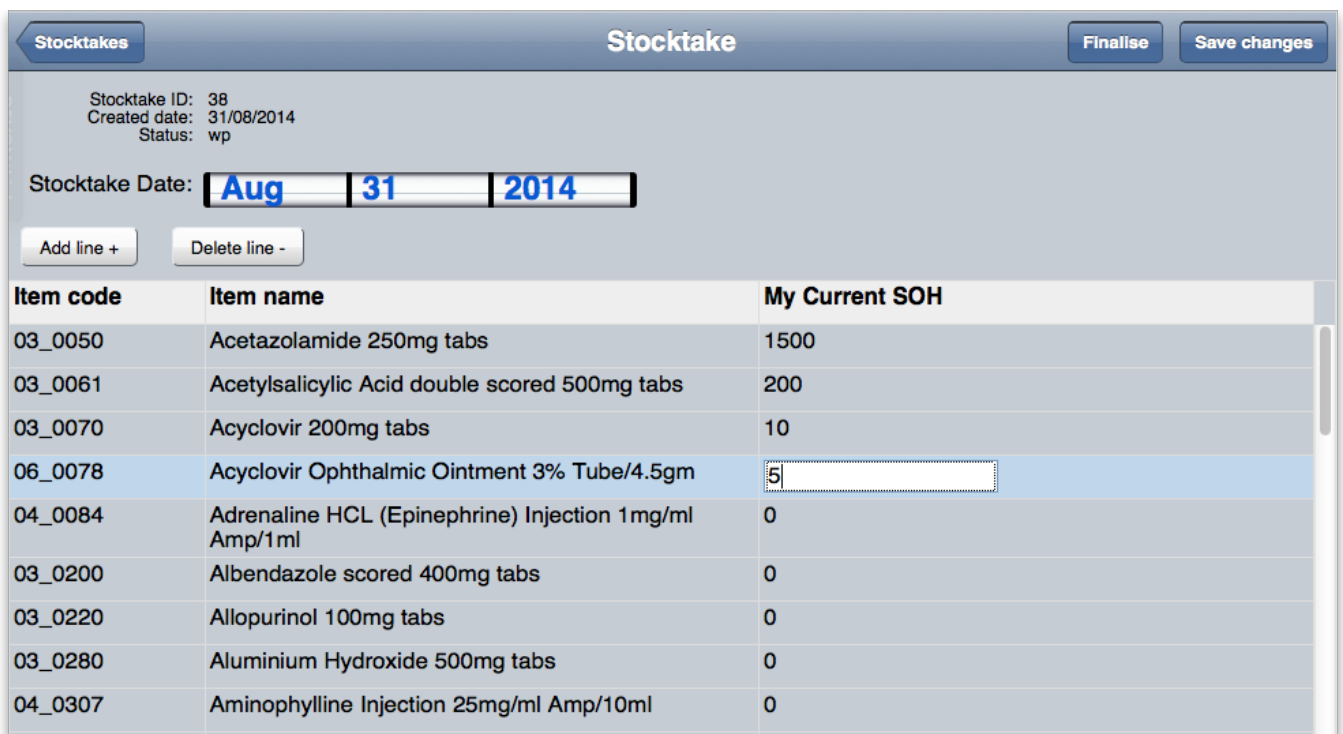 Stocktakes
Stocktake
Finalise
Save changes
Stocktake ID: 38
Created date: 31/08/2014
Status: wp
Stocktake Date: Aug 31 2014
Add line +
Delete line -
Item code Item name My Current SOH
03_0050 Acetazolamide 250mg tabs 1500
03_0061 Acetylsalicylic Acid double scored 500mg tabs 200
03_0070 Acyclovir 200mg tabs 10
06_0078 Acyclovir Ophthalmic Ointment 3% Tube/4.5gm 5
04_0084 Adrenaline HCL (Epinephrine) Injection 1mg/ml 0
Amp/1ml
03_0200 Albendazole scored 400mg tabs 0
03_0220 Allopurinol 100mg tabs 0
03_0280 Aluminium Hydroxide 500mg tabs 0
04_0307 Aminophylline Injection 25mg/ml Amp/10ml 0